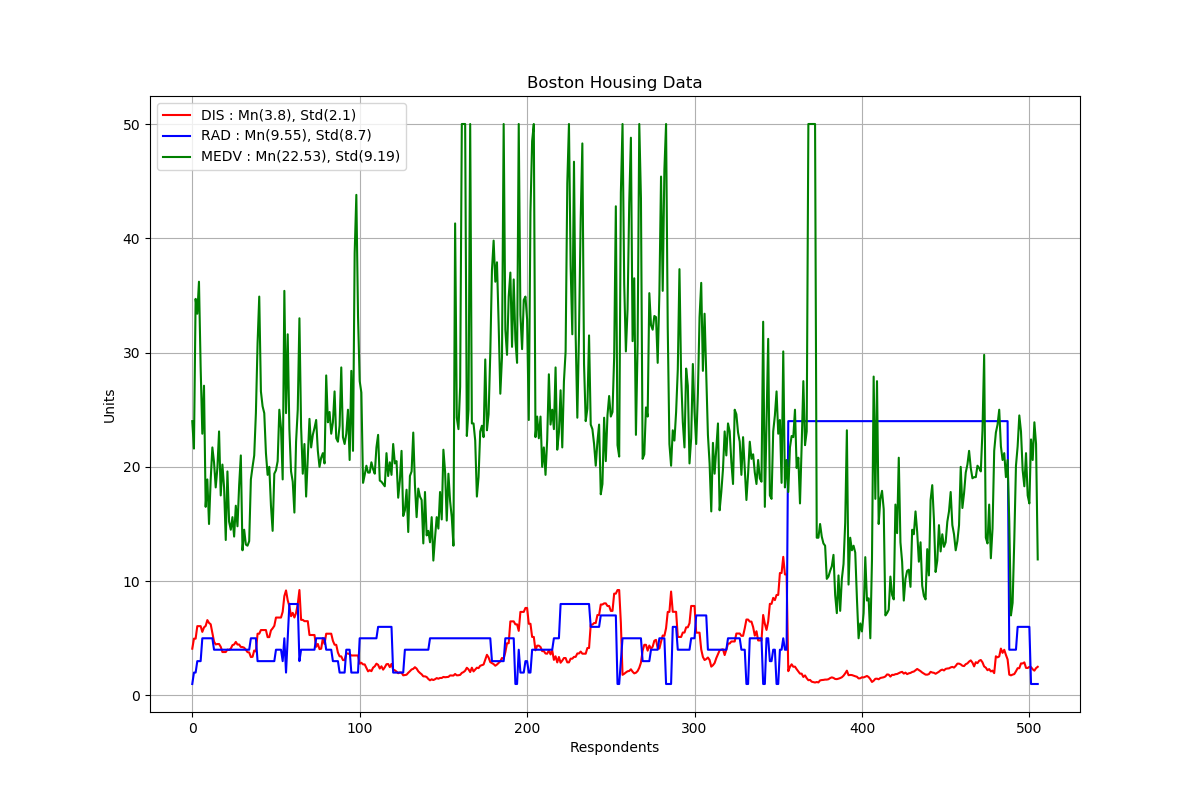 Boston Housing Data
DIS : Mn(3.8), Std(2.1)
RAD : Mn(9.55), Std(8.7)
MEDV : Mn(22.53), Std(9.19)
50
40
30
20
10
0
Units
0 100 200 300 400 500
Respondents